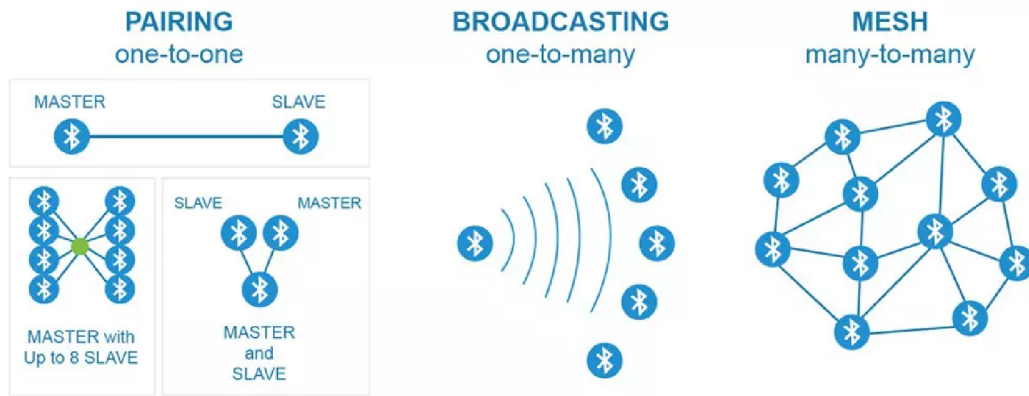 PAIRING
one-to-one
MASTER
SLAVE
MASTER with
Up to 8 SLAVE
SLAVE
MASTER
MASTER
and
SLAVE
BROADCASTING
one-to-many
MESH
many-to-many